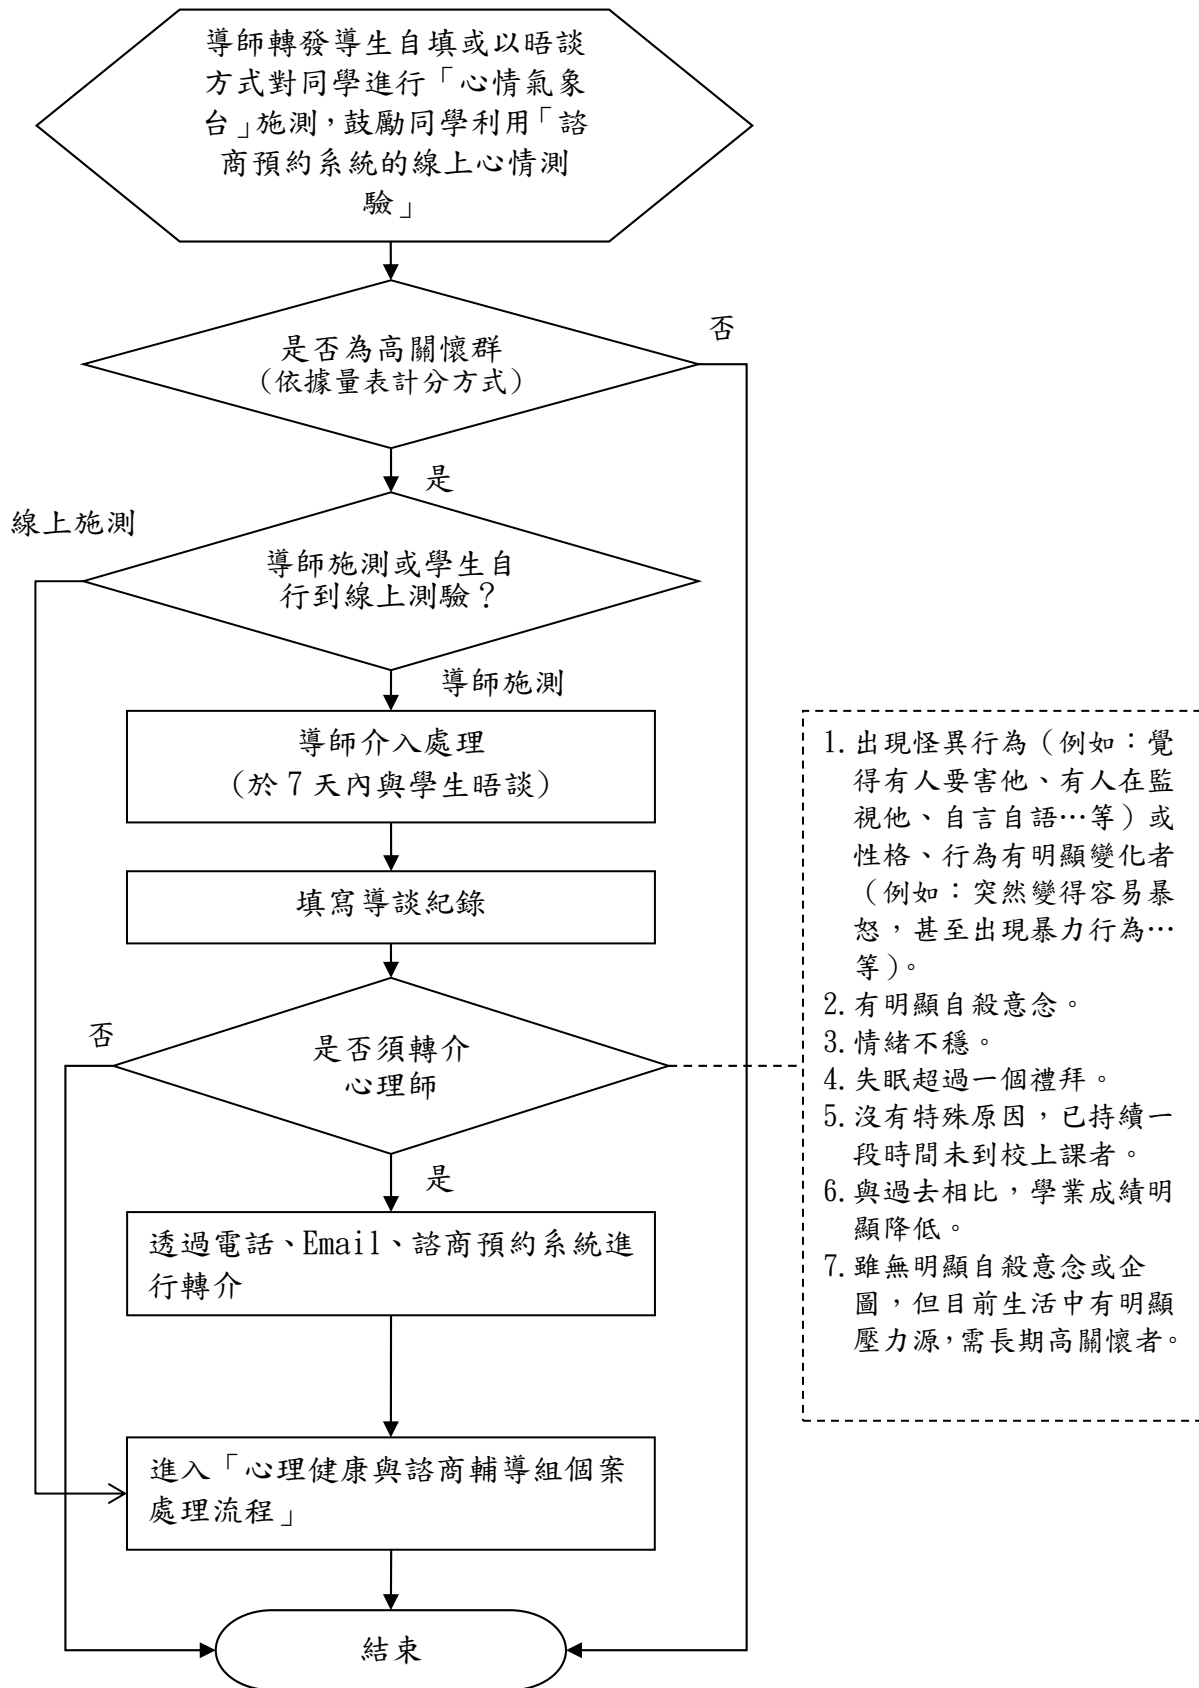 導師轉發導生自填或以晤談
方式對同學進行「心情氣象
台」施測，鼓勵同學利用「諮
商預約系統的線上心情測
驗」
是否為高關懷群
（依據量表計分方式）
否
是
線上施測
導師施測或學生自
行到線上測驗？
導師施測
導師介入處理
（於 7 天內與學生晤談）
填寫導談紀錄
否
是否須轉介
心理師
是
透過電話、Email、諮商預約系統進
行轉介
進入「心理健康與諮商輔導組個案
處理流程」
結束
1. 出現怪異行為（例如：覺
得有人要害他、有人在監
視他、自言自語…等）或
性格、行為有明顯變化者
（例如：突然變得容易暴
怒，甚至出現暴力行為…
等）。
2. 有明顯自殺意念。
3. 情緒不穩。
4. 失眠超過一個禮拜。
5. 沒有特殊原因，已持續一
段時間未到校上課者。
6. 與過去相比，學業成績明
顯降低。
7. 雖無明顯自殺意念或企
圖，但目前生活中有明顯
壓力源，需長期高關懷者。